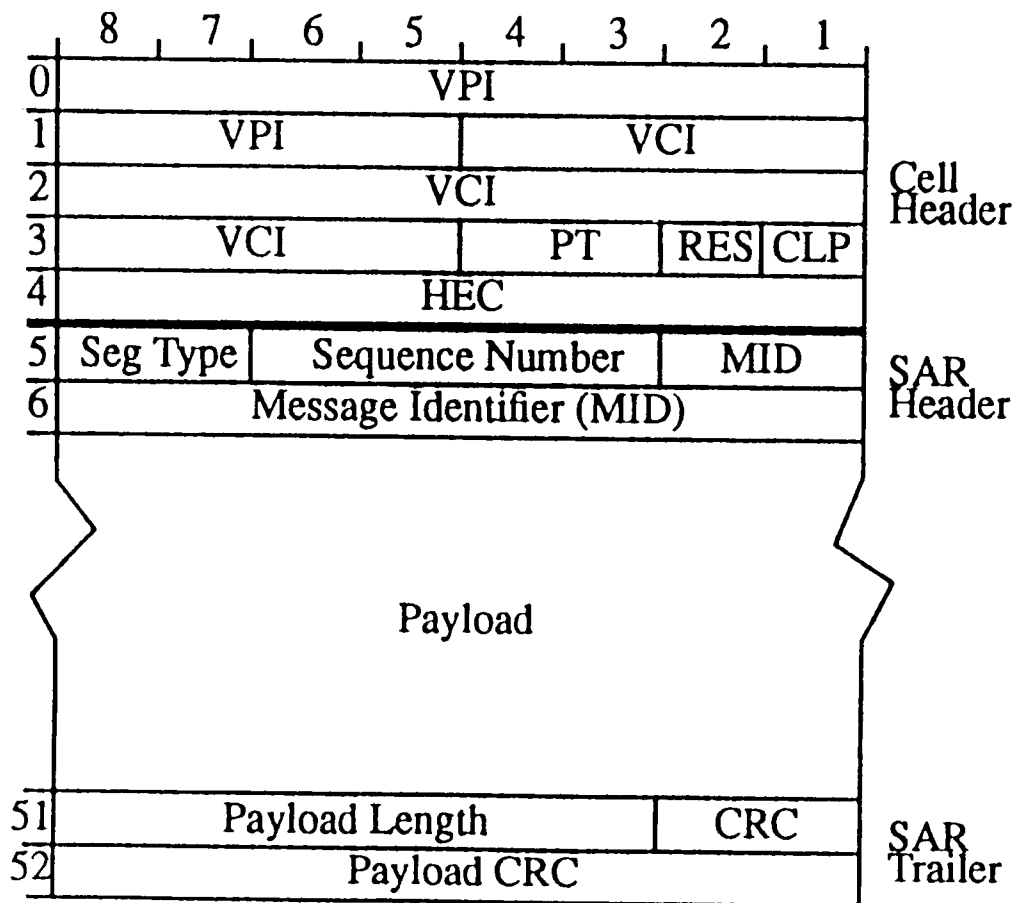 8 7 6 5 4 3 2 1
0 VPI
1 VPI VCI
2 VCI
Cell
Header
3 VCI PT RES CLP
4 HEC
5 Seg Type Sequence Number MID
SAR
Header
6 Message Identifier (MID)
Payload
51 Payload Length CRC
SAR
Trailer
52 Payload CRC